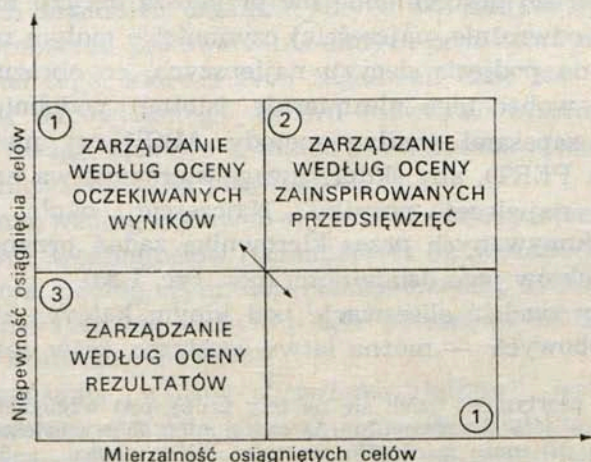 Niepewność osiągnięcia celów
1
ZARZĄDZANIE
WEDŁUG OCENY
OCZEKIWANYCH
WYNIKÓW
2
ZARZĄDZANIE
WEDŁUG OCENY
ZAINSPIROWANYCH
PRZEDSIĘWZIĘĆ
3
ZARZĄDZANIE
WEDŁUG OCENY
REZULTATÓW
1
Mierzalność osiągniętych celów